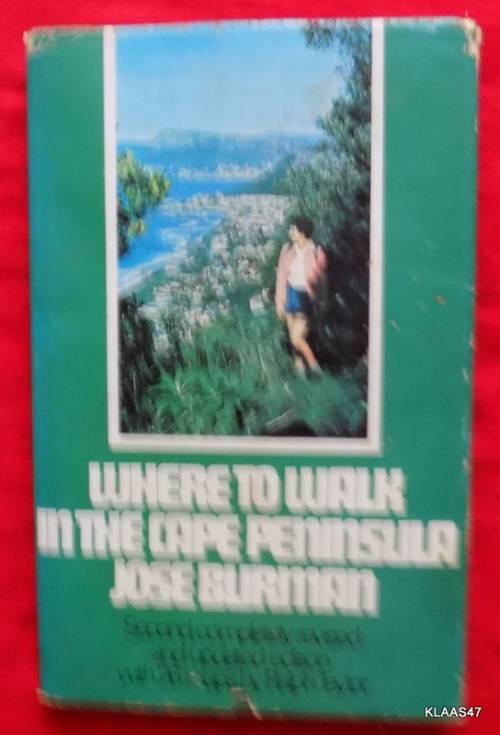 WHERE TO WALK
IN THE CAPE PENINSULA
JOSE BURMAN
Second completely revised
and updated edition
with 26 maps by Ralph Taylor
KLAAS47